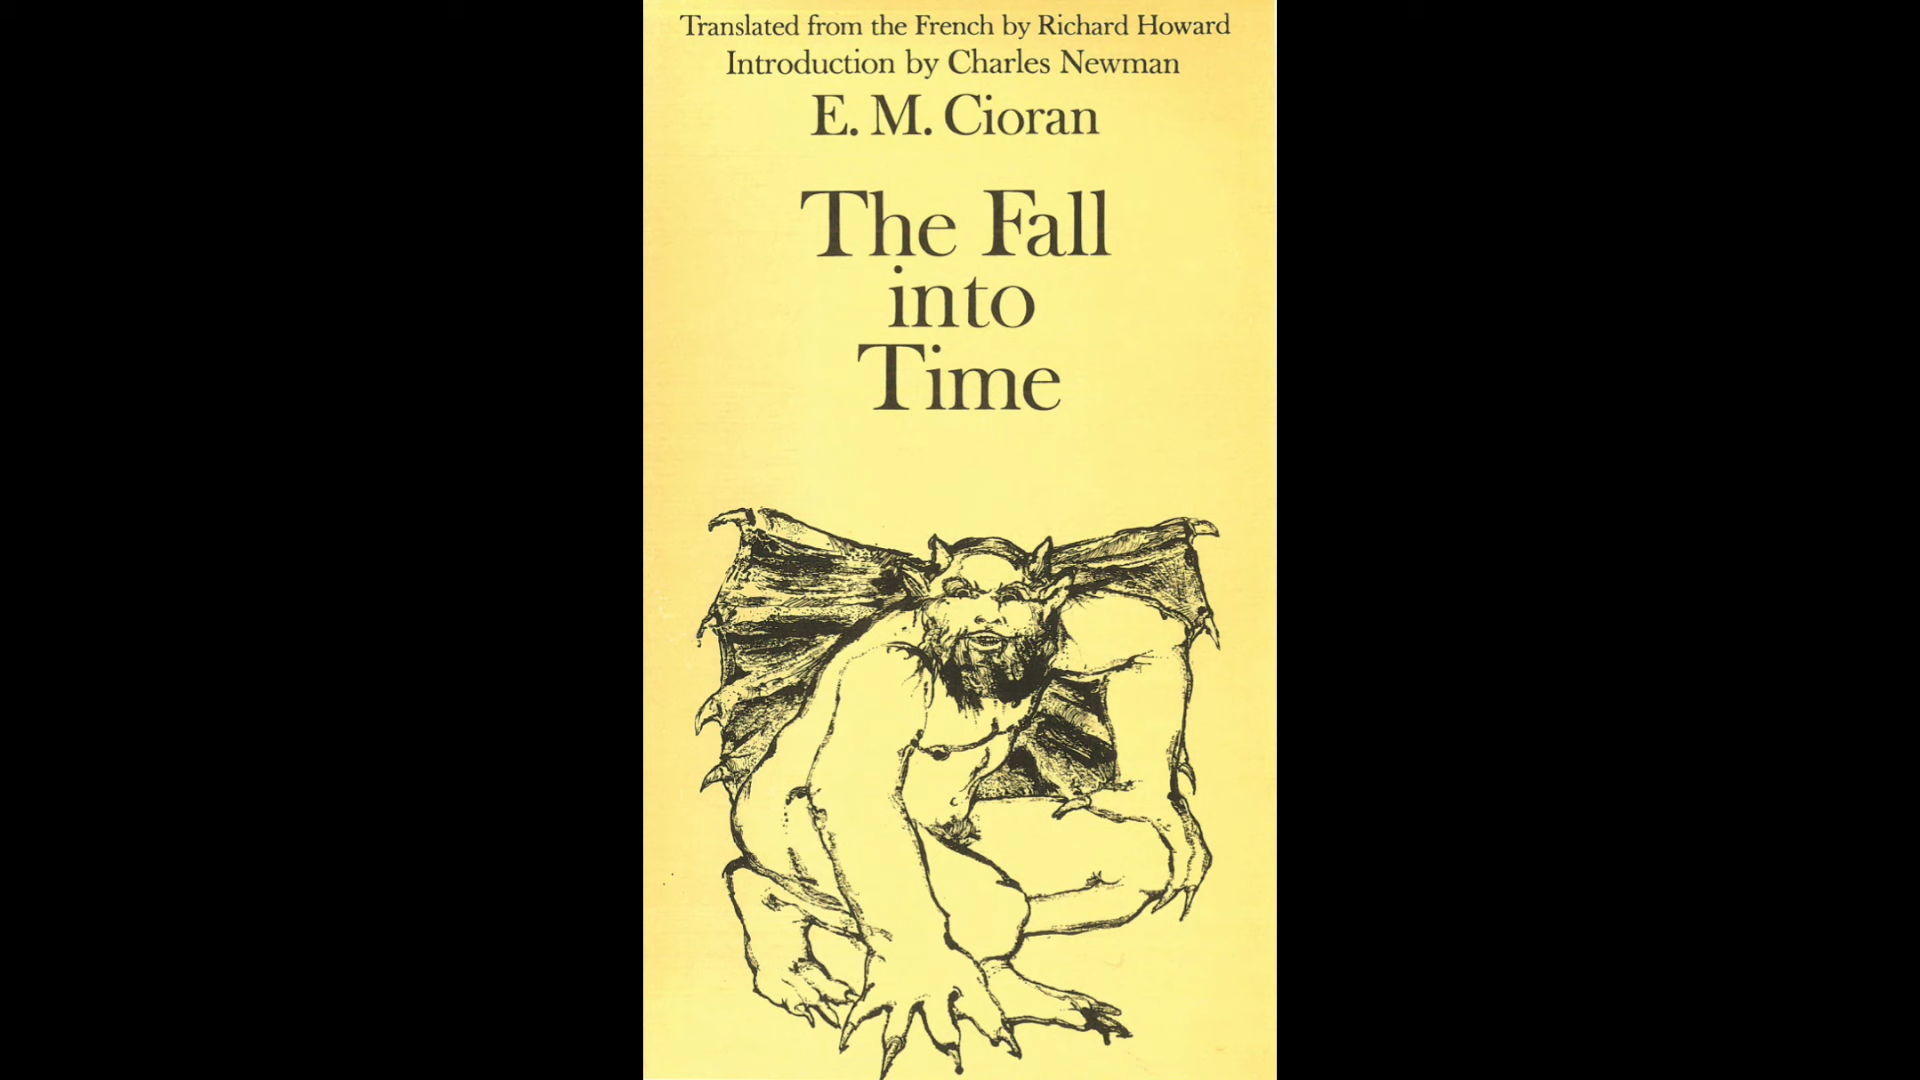 Translated from the French by Richard Howard
Introduction by Charles Newman
E. M. Cioran
The Fall
into
Time